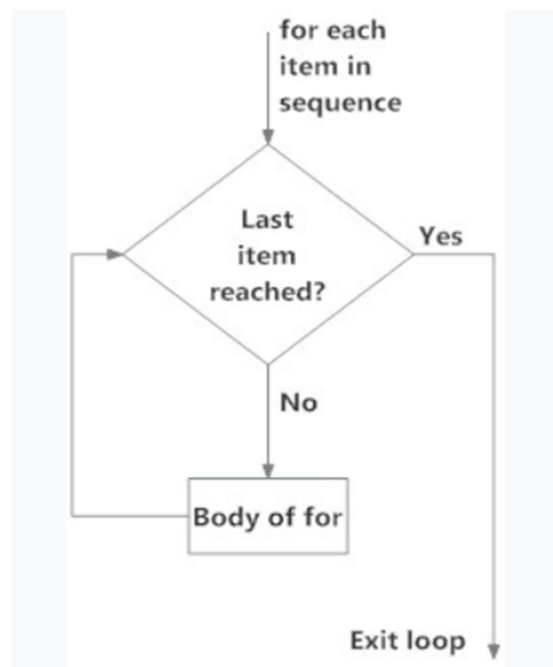 for each
item in
sequence
Last
item
reached?
Yes
No
Body of for
Exit loop